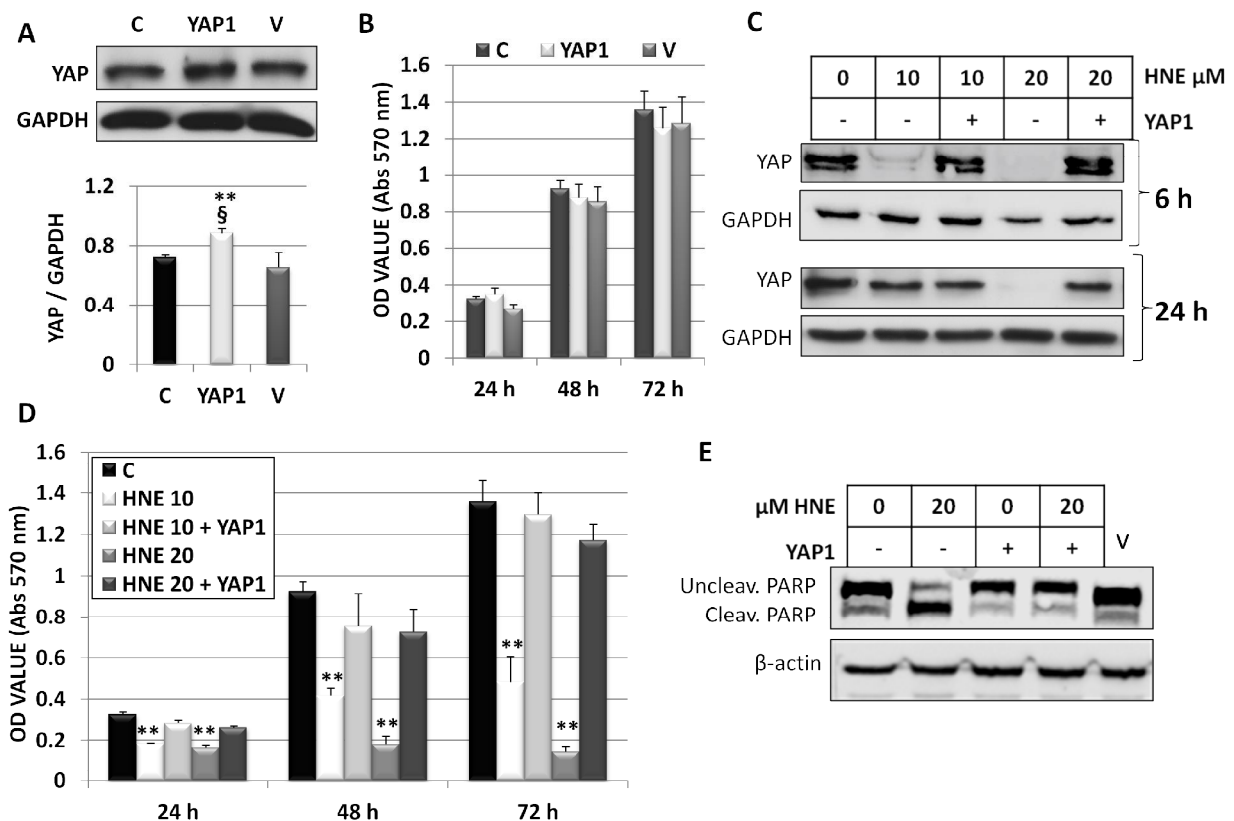 A
C YAP1 V
YAP
GAPDH
1.2
0.8
0.4
0
YAP / GAPDH
**
§
C YAP1 V
B
C YAP1 V
1.6
1.4
1.2
1
0.8
0.6
0.4
0.2
0
OD VALUE (Abs 570 nm)
24 h 48 h 72 h
C
0 10 10 20 20 HNE µM
- - + - + YAP1
YAP
GAPDH
6 h
YAP
GAPDH
24 h
D
1.6
1.4
1.2
1
0.8
0.6
0.4
0.2
0
OD VALUE (Abs 570 nm)
C
HNE 10
HNE 10 + YAP1
HNE 20
HNE 20 + YAP1
** **
** **
** **
24 h 48 h 72 h
E
µM HNE 0 20 0 20
YAP1 - - + + V
Uncleav. PARP
Cleav. PARP
β-actin